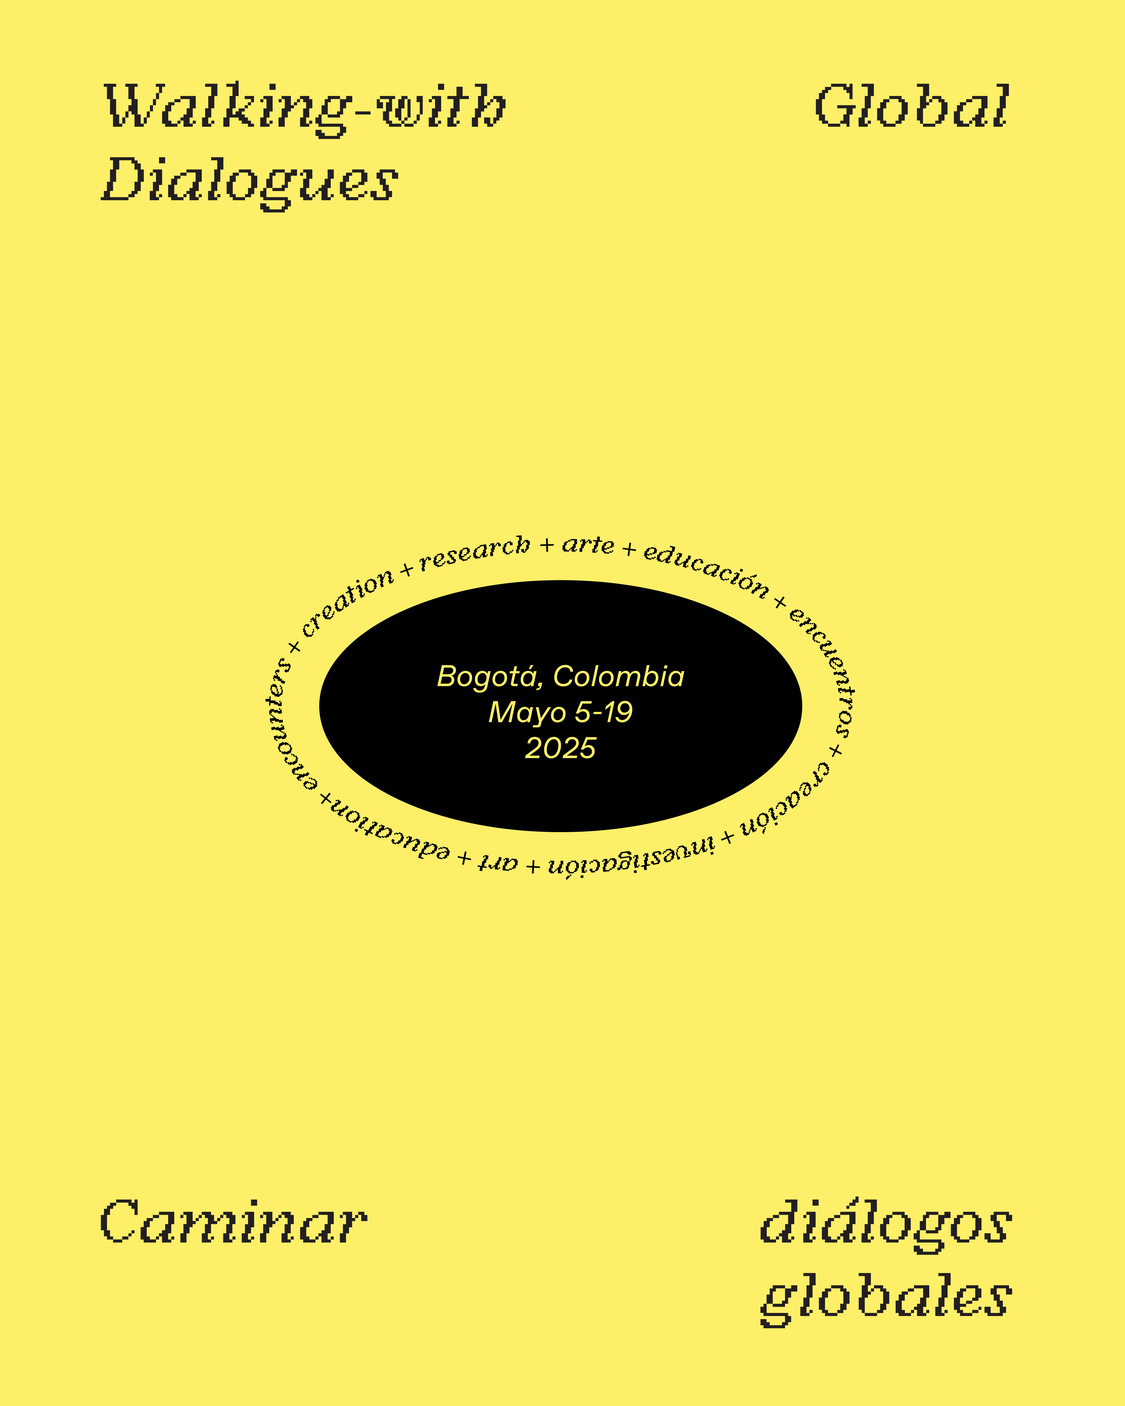 Walking-with Global
Dialogues
research + arte + educación + encuentros + creación + investigación + art + education+ encounters + creation +
Bogotá, Colombia
Mayo 5-19
2025
Caminar diálogos
globales